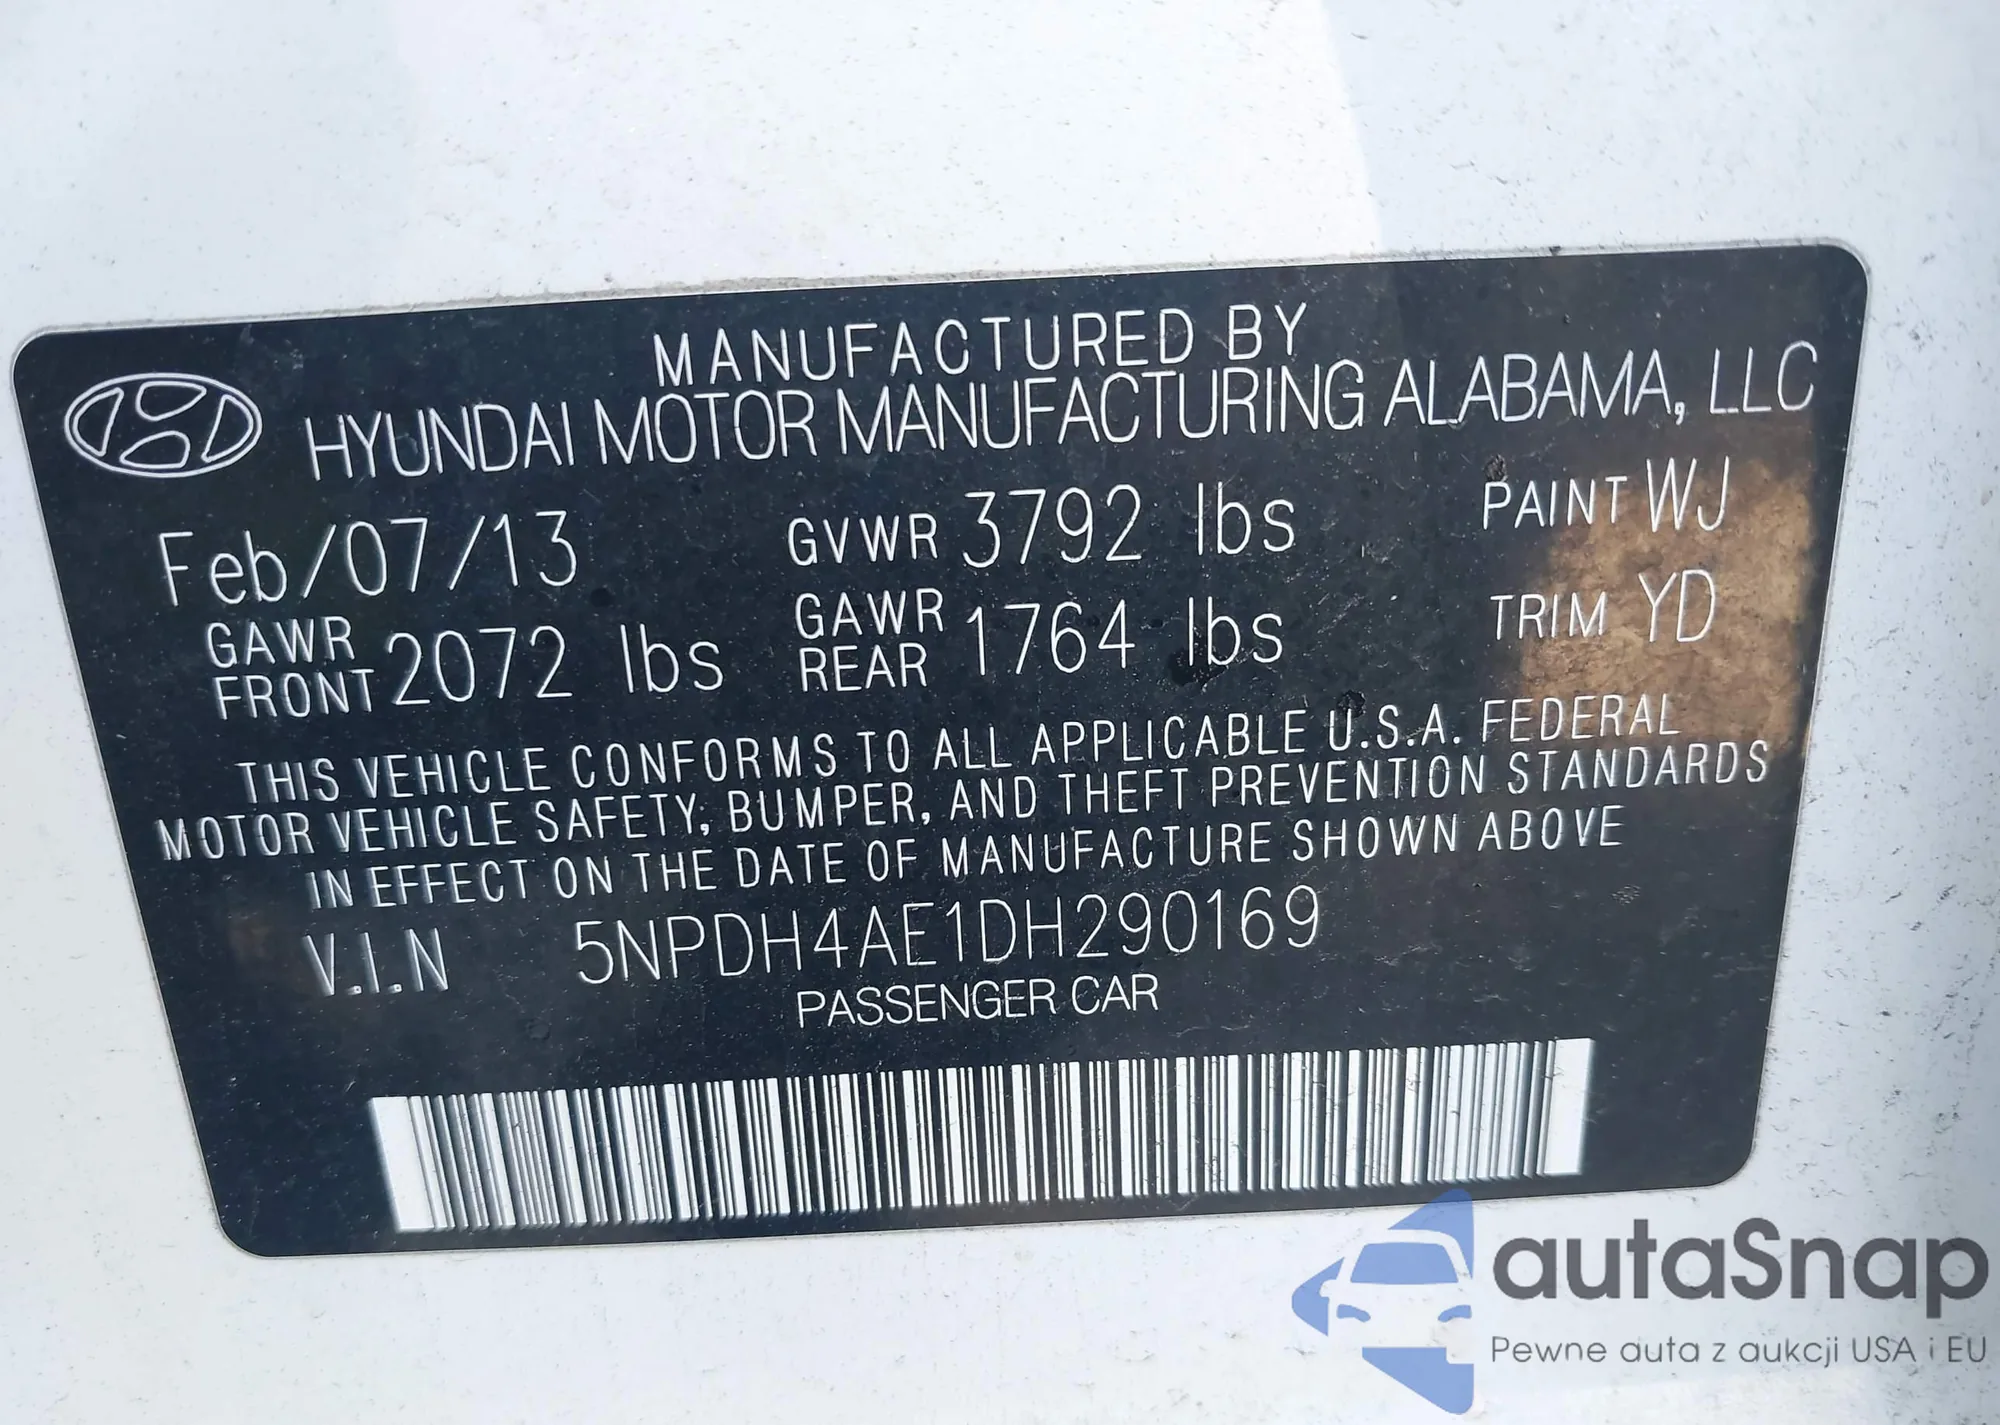 MANUFACTURED BY
HYUNDAI MOTOR MANUFACTURING ALABAMA, LLC
Feb/07/13 GVWR 3792 lbs PAINT WJ
GAWR FRONT 2072 lbs GAWR REAR 1764 lbs TRIM YD
THIS VEHICLE CONFORMS TO ALL APPLICABLE U.S.A. FEDERAL
MOTOR VEHICLE SAFETY, BUMPER, AND THEFT PREVENTION STANDARDS
IN EFFECT ON THE DATE OF MANUFACTURE SHOWN ABOVE
V.I.N 5NPDH4AE1DH290169
PASSENGER CAR
autaSnap
Pewne auta z aukcji USA i EU